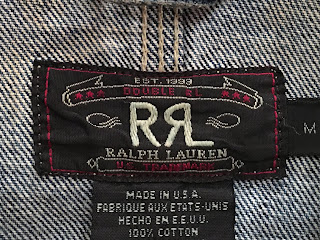 EST. 1993
DOUBLE RL
RRL
RALPH LAUREN
U.S. TRADEMARK
M
MADE IN U.S.A.
FABRIQUE AUX ETATS-UNIS
HECHO EN E.E.U.U.
100% COTTON